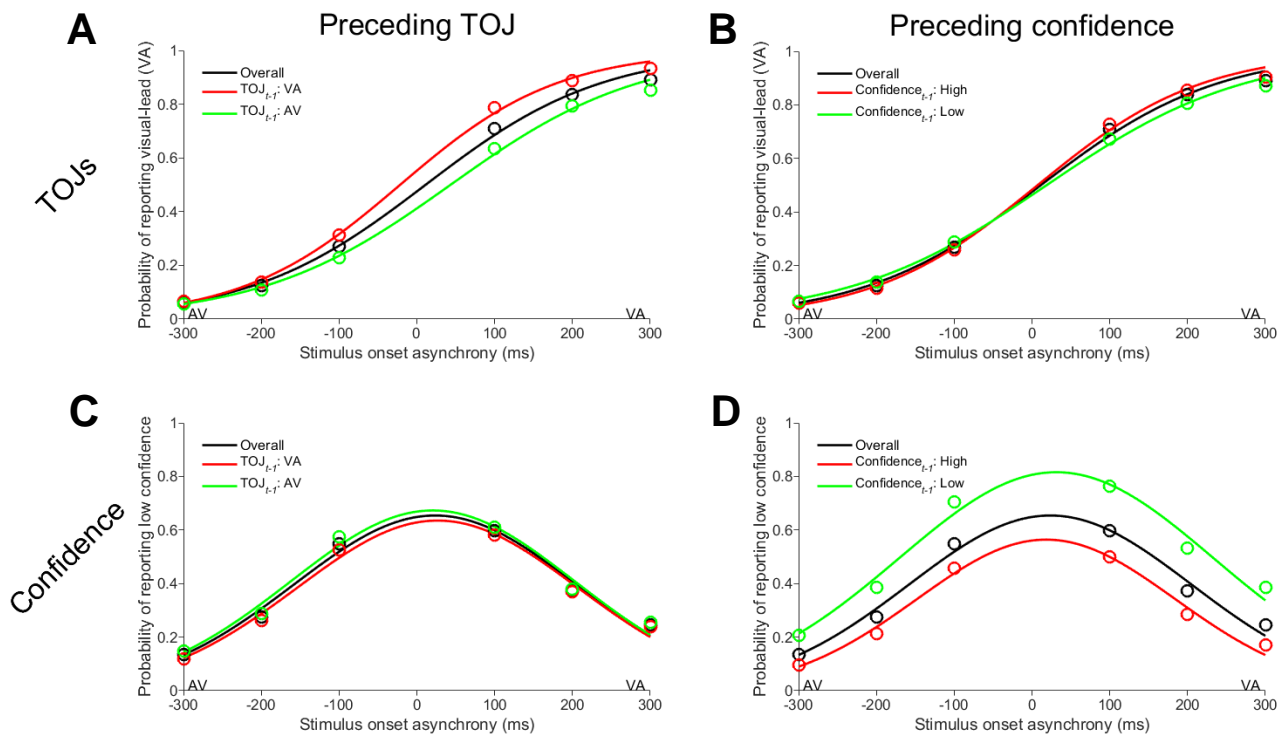 Preceding TOJ
Preceding confidence
TOJs
Confidence
A
Probability of reporting visual-lead (VA)
1
0.8
0.6
0.4
0.2
0
Overall
TOJt-1: VA
TOJt-1: AV
AV
VA
-300 -200 -100 0 100 200 300
Stimulus onset asynchrony (ms)
B
Probability of reporting visual-lead (VA)
1
0.8
0.6
0.4
0.2
0
Overall
Confidencet-1: High
Confidencet-1: Low
AV
VA
-300 -200 -100 0 100 200 300
Stimulus onset asynchrony (ms)
C
Probability of reporting low confidence
1
0.8
0.6
0.4
0.2
0
Overall
TOJt-1: VA
TOJt-1: AV
AV
VA
-300 -200 -100 0 100 200 300
Stimulus onset asynchrony (ms)
D
Probability of reporting low confidence
1
0.8
0.6
0.4
0.2
0
Overall
Confidencet-1: High
Confidencet-1: Low
AV
VA
-300 -200 -100 0 100 200 300
Stimulus onset asynchrony (ms)